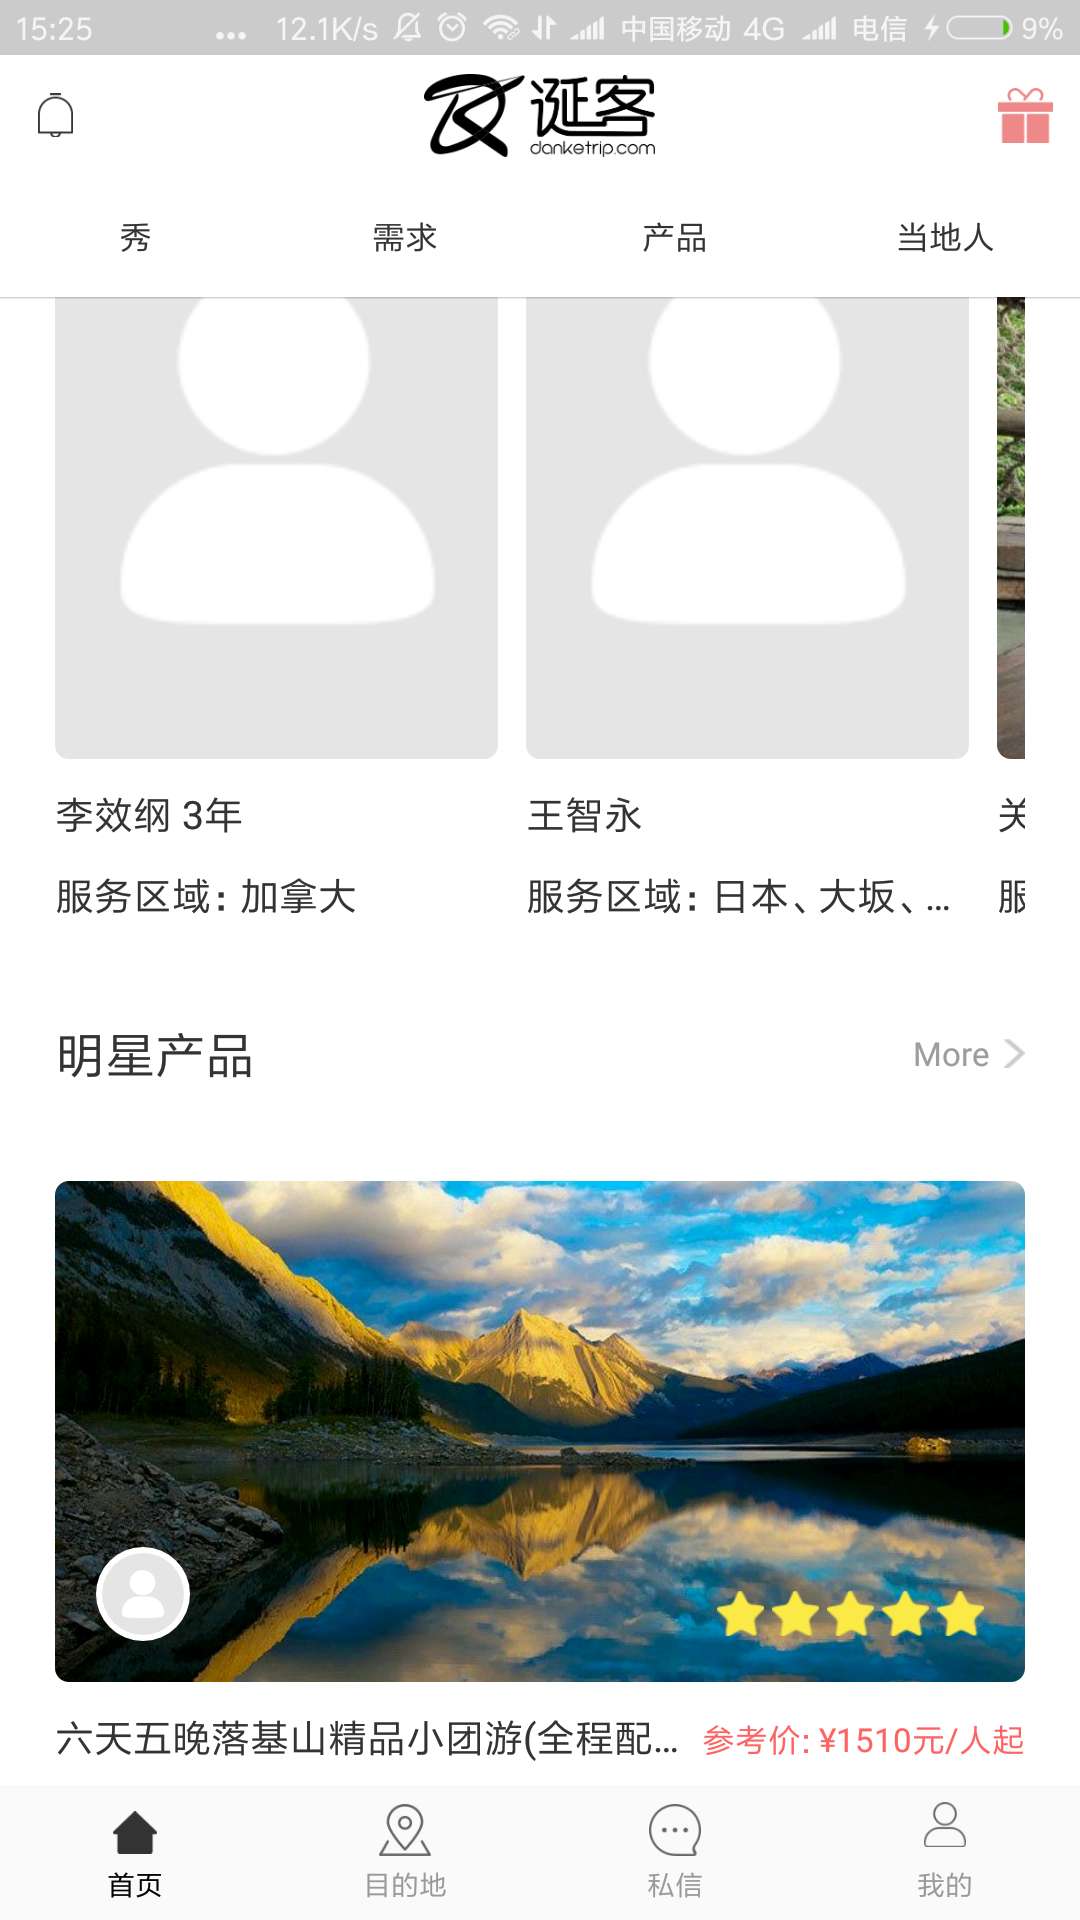 15:25 ... 12.1K/s 中国移动 4G 电信 9%
诞客
danketrip.com
秀 需求 产品 当地人
李效纲 3年 王智永 关
服务区域：加拿大 服务区域：日本、大坂、... 服
明星产品 More
六天五晚落基山精品小团游(全程配... 参考价: ¥1510元/人起
首页 目的地 私信 我的